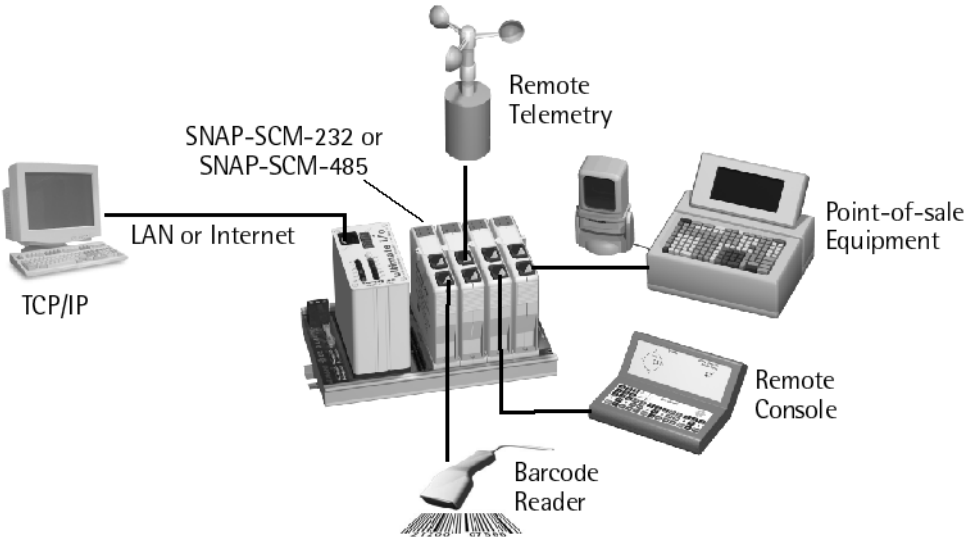 Remote
Telemetry
SNAP-SCM-232 or
SNAP-SCM-485
LAN or Internet
TCP/IP
Point-of-sale
Equipment
Remote
Console
Barcode
Reader